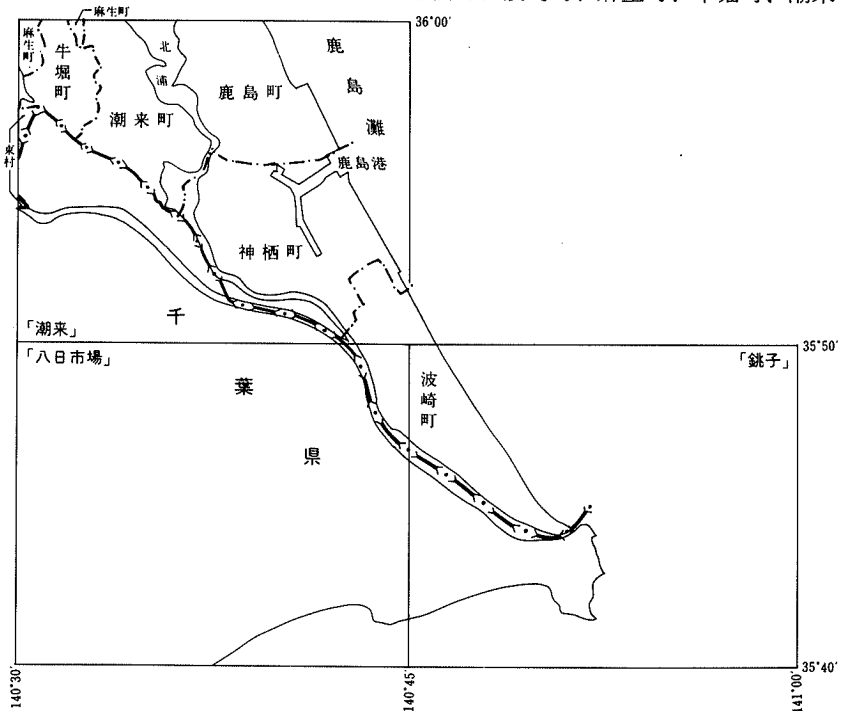 麻生町
36°00′
麻生町
牛堀町
北浦
鹿島町
鹿島灘
潮来町
鹿島港
東村
神栖町
「潮来」
千葉県
35°50′
「八日市場」
「銚子」
波崎町
35°40′
140°30′
140°45′
141°00′